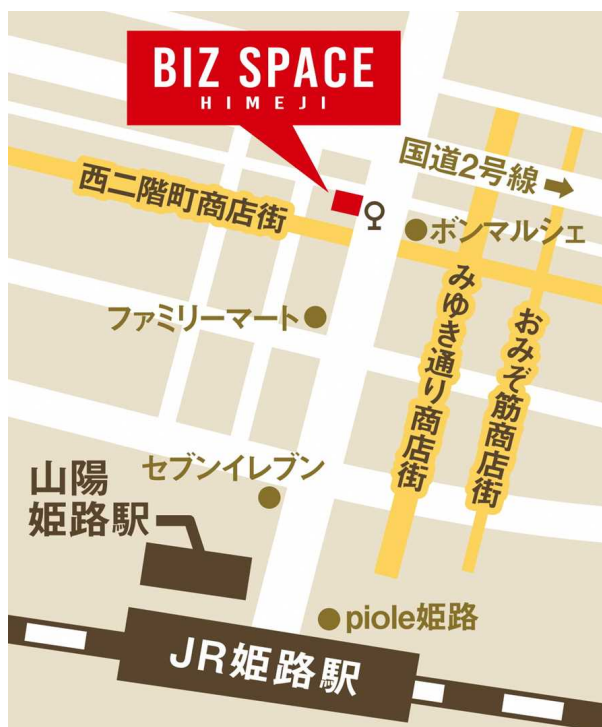 BIZ SPACE
HIMEJI
国道2号線
西二階町商店街
ボンマルシェ
ファミリーマート
みゆき通り商店街
おみぞ筋商店街
セブンイレブン
山陽
姫路駅
piole姫路
JR姫路駅